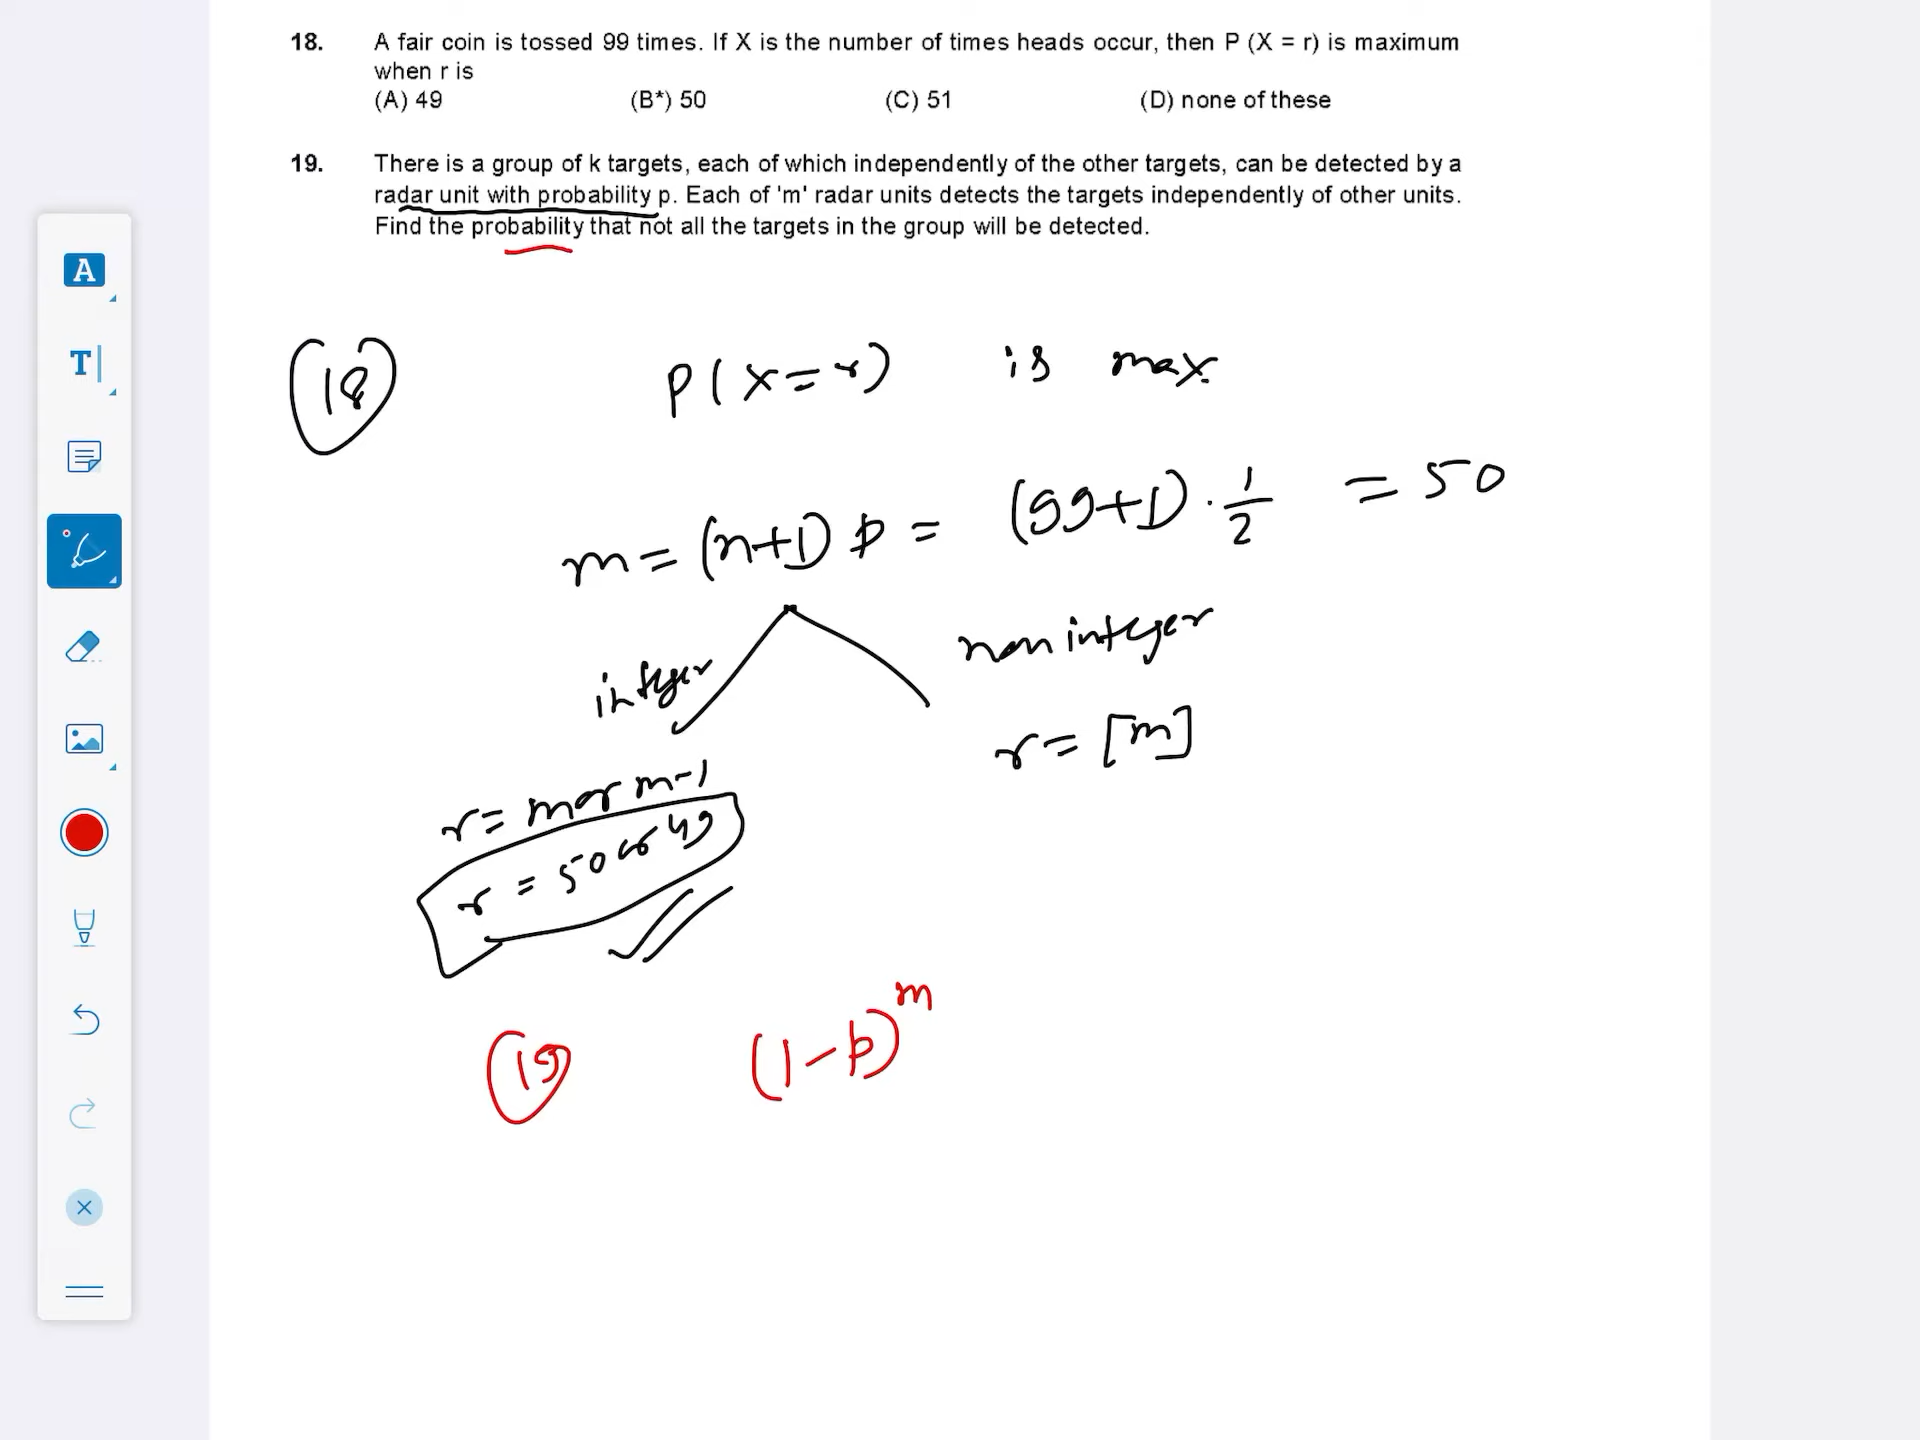 18. A fair coin is tossed 99 times. If X is the number of times heads occur, then P (X = r) is maximum
when r is
(A) 49 (B*) 50 (C) 51 (D) none of these
19. There is a group of k targets, each of which independently of the other targets, can be detected by a
radar unit with probability p. Each of 'm' radar units detects the targets independently of other units.
Find the probability that not all the targets in the group will be detected.
A
T
18 P(X=r) is max.
m = (n+1) p = (99+1) · 1/2 = 50
integer non integer
r = m or m-1 r = [m]
r = 50 or 49
19 (1-p)^m